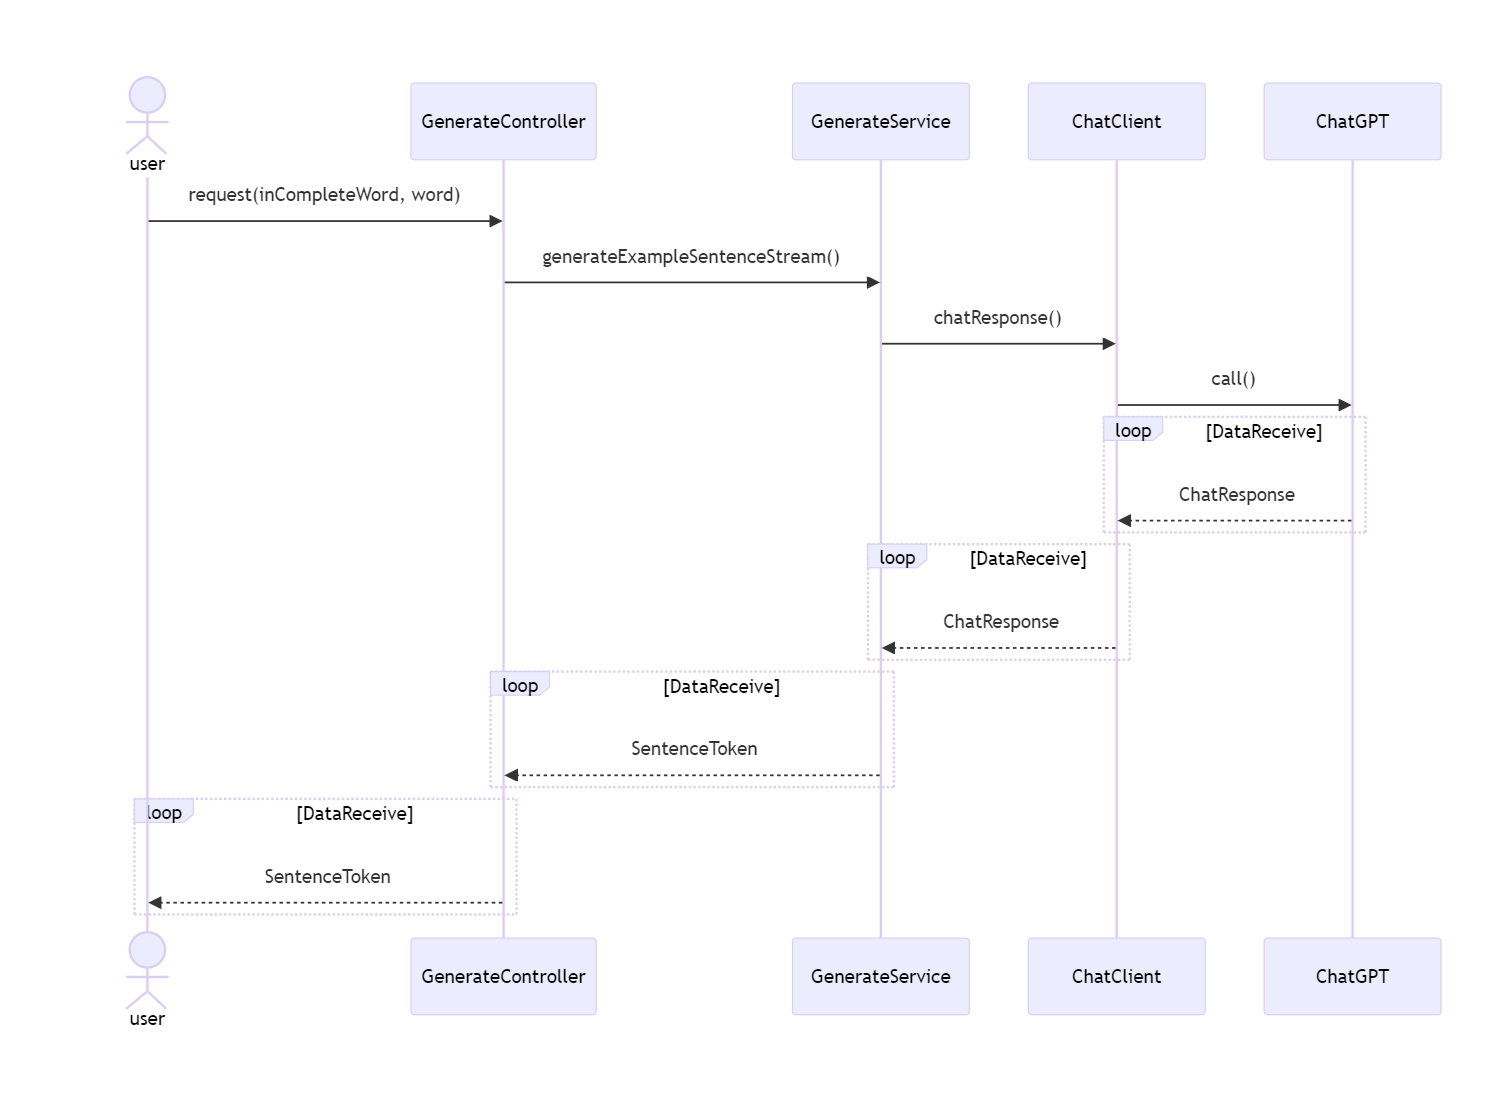 user
GenerateController
GenerateService
ChatClient
ChatGPT
request(inCompleteWord, word)
generateExampleSentenceStream()
chatResponse()
call()
loop
[DataReceive]
ChatResponse
loop
[DataReceive]
ChatResponse
loop
[DataReceive]
SentenceToken
loop
[DataReceive]
SentenceToken
user
GenerateController
GenerateService
ChatClient
ChatGPT